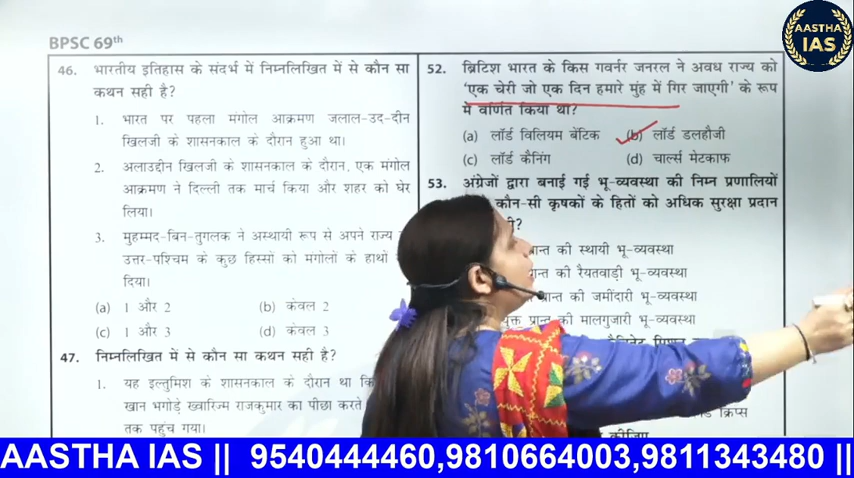 BPSC 69th
46. भारतीय इतिहास के संदर्भ में निम्नलिखित में से कौन सा
कथन सही है?
1. भारत पर पहला मंगोल आक्रमण जलाल-उद-दीन
खिलजी के शासनकाल के दौरान हुआ था।
2. अलाउद्दीन खिलजी के शासनकाल के दौरान, एक मंगोल
आक्रमण ने दिल्ली तक मार्च किया और शहर को घेर
लिया।
3. मुहम्मद-बिन-तुगलक ने अस्थायी रूप से अपने राज्य
उत्तर-पश्चिम के कुछ हिस्सों को मंगोलों के हाथों
दिया।
(a) 1 और 2 (b) केवल 2
(c) 1 और 3 (d) केवल 3
47. निम्नलिखित में से कौन सा कथन सही है?
1. यह इल्तुमिश के शासनकाल के दौरान था कि
खान भगोड़े ख्वारिज्म राजकुमार का पीछा करते
तक पहुंच गया।
52. ब्रिटिश भारत के किस गवर्नर जनरल ने अवध राज्य को
'एक चेरी जो एक दिन हमारे मुंह में गिर जाएगी' के रूप
में वर्णित किया था?
(a) लॉर्ड विलियम बेंटिक (b) लॉर्ड डलहौजी
(c) लॉर्ड कैनिंग (d) चार्ल्स मेटकाफ
53. अंग्रेजों द्वारा बनाई गई भू-व्यवस्था की निम्न प्रणालियों
कौन-सी कृषकों के हितों को अधिक सुरक्षा प्रदान
की स्थायी भू-व्यवस्था
की रैयतवाड़ी भू-व्यवस्था
की जमींदारी भू-व्यवस्था
प्रान्त की मालगुजारी भू-व्यवस्था
क्रिप्स
कीजिए
AASTHA IAS
AASTHA IAS || 9540444460,9810664003,9811343480 ||